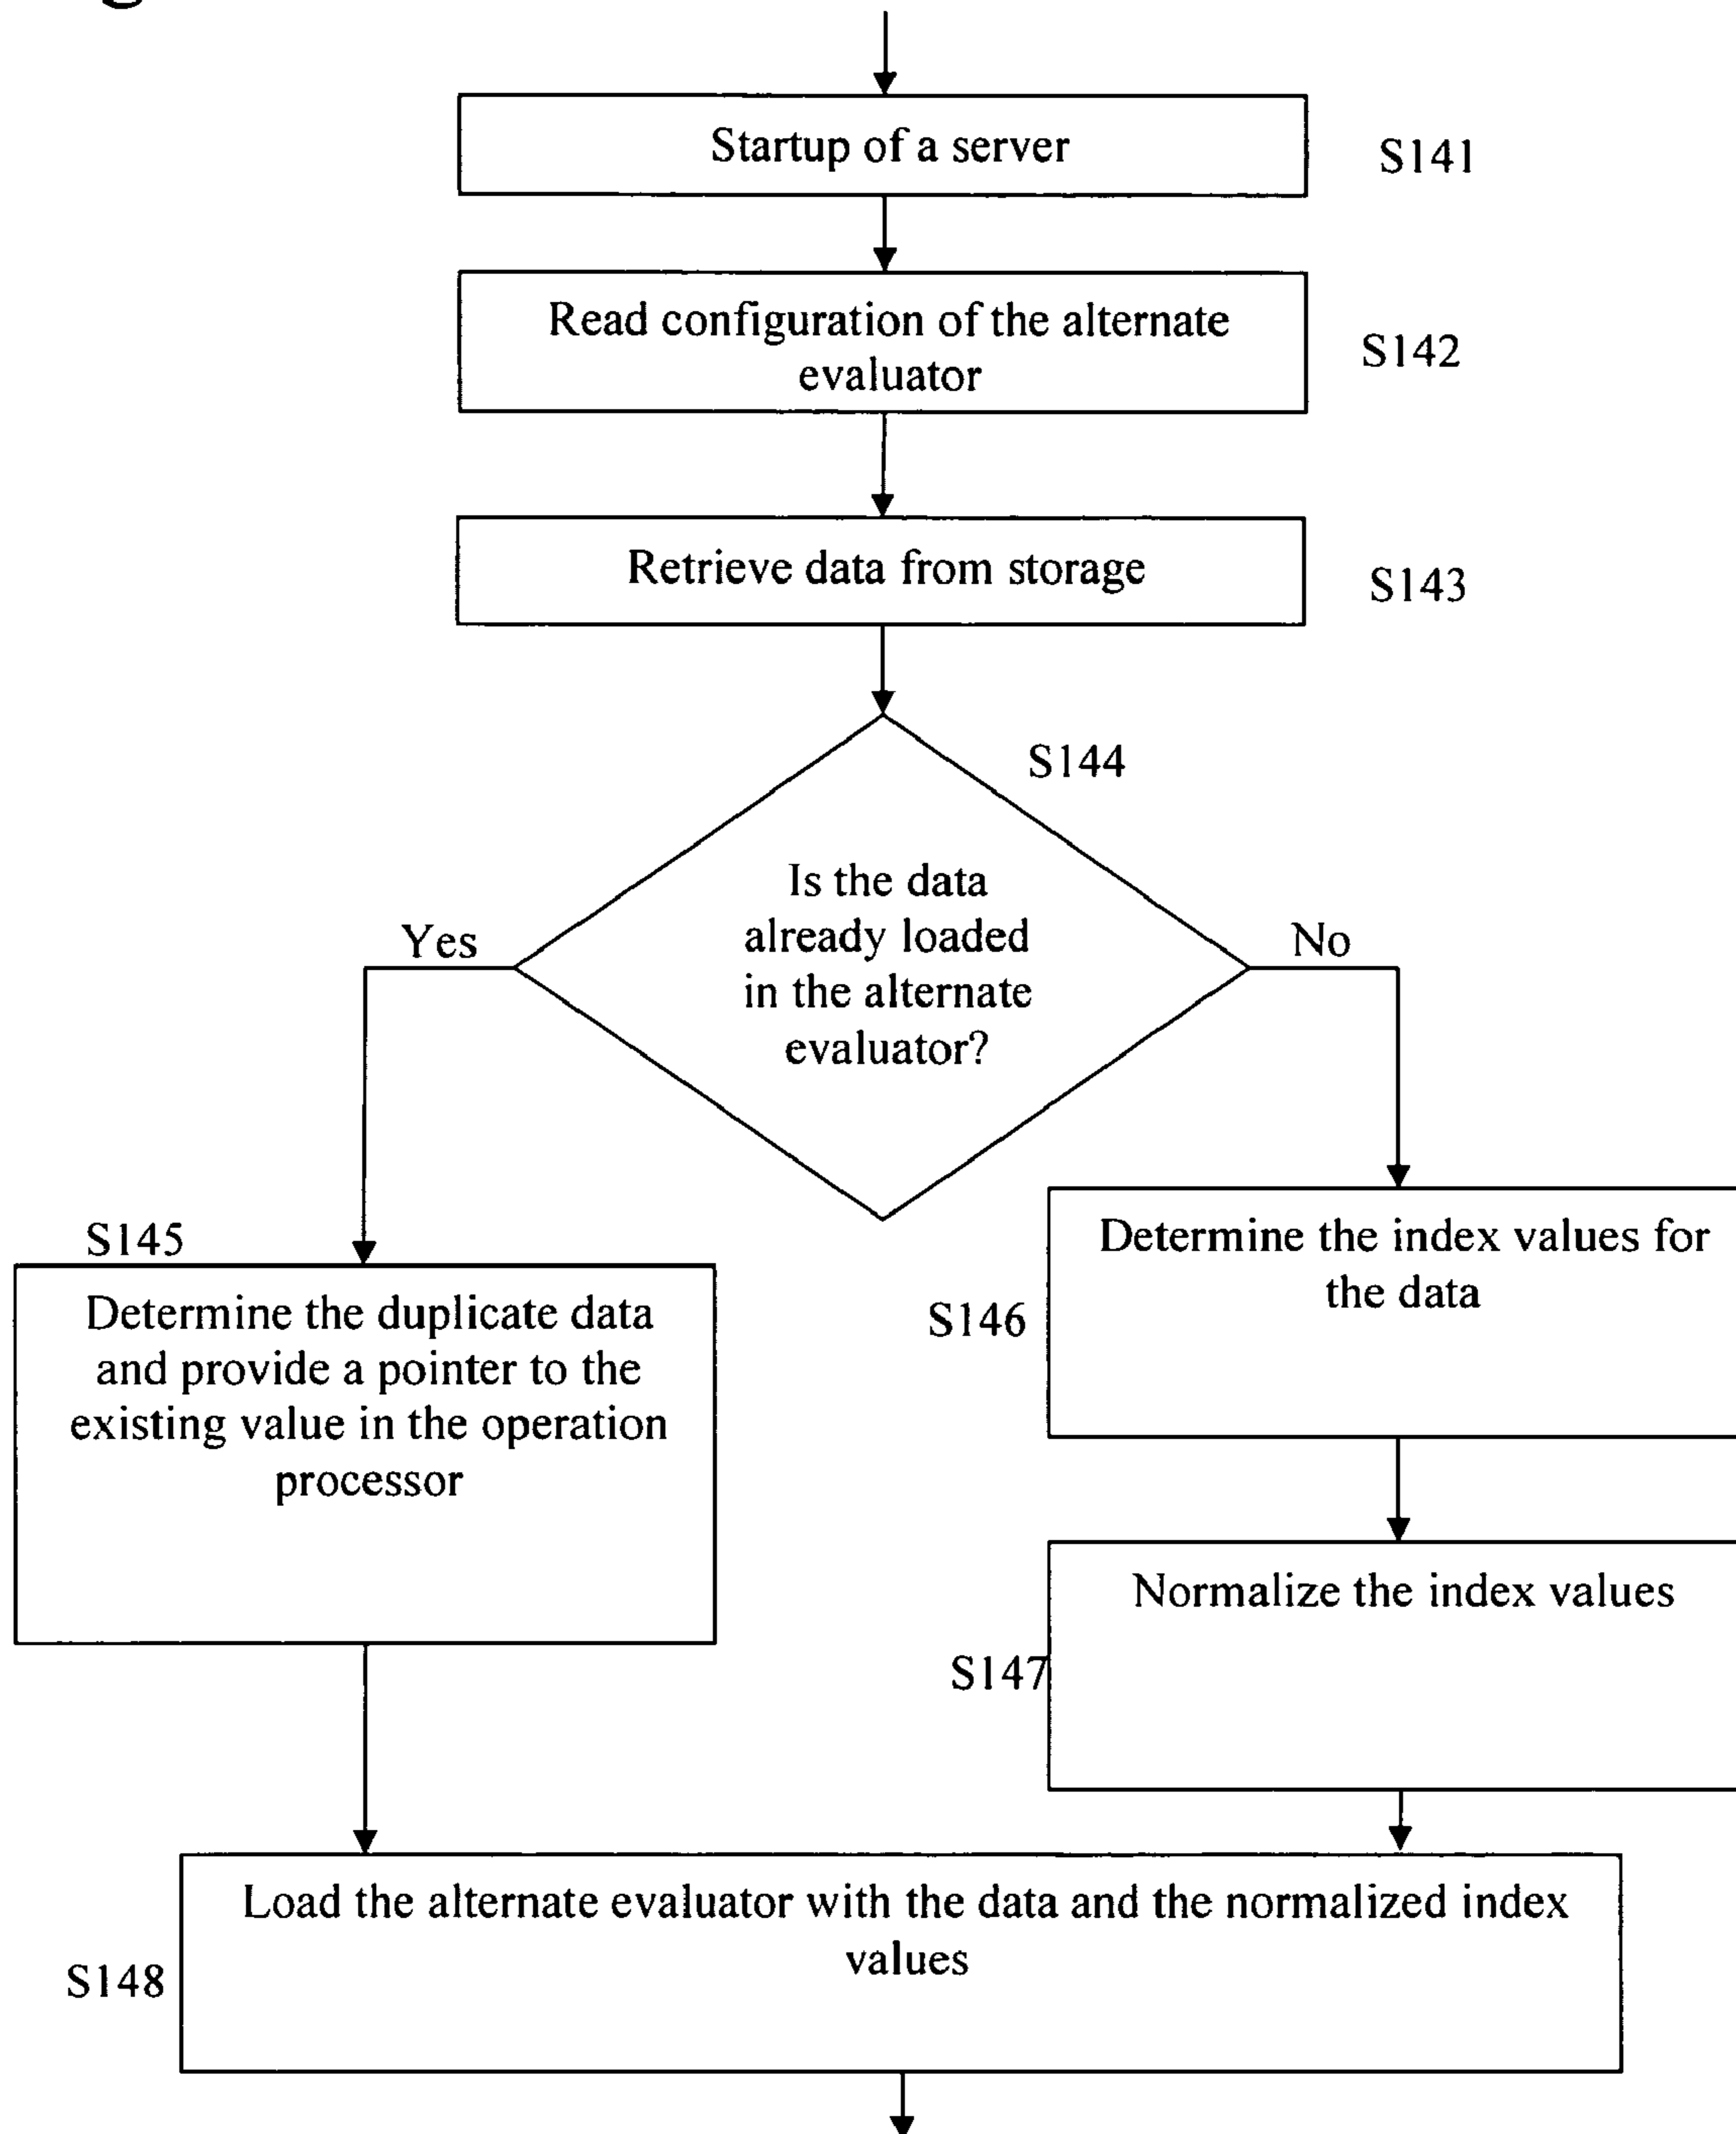 Startup of a server
S141
Read configuration of the alternate
evaluator
S142
Retrieve data from storage
S143
S144
Is the data
already loaded
in the alternate
evaluator?
Yes
No
S145
Determine the duplicate data
and provide a pointer to the
existing value in the operation
processor
Determine the index values for
the data
S146
Normalize the index values
S147
Load the alternate evaluator with the data and the normalized index
values
S148